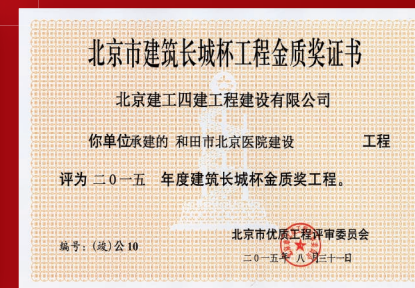 北京市建筑长城杯工程金质奖证书
北京建工四建工程建设有限公司
你单位承建的 和田市北京医院建设 工程
评为 二0一五 年度建筑长城杯金质奖工程。
北京市优质工程评审委员会
编号：(竣)公 10
二0一五年八月三十一日